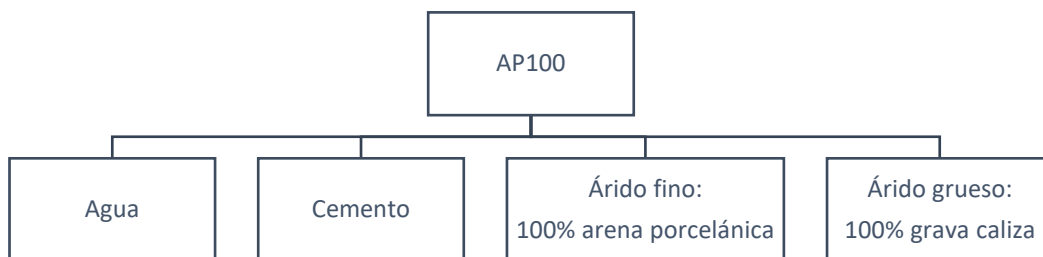 AP100
Agua
Cemento
Árido fino:
100% arena porcelánica
Árido grueso:
100% grava caliza